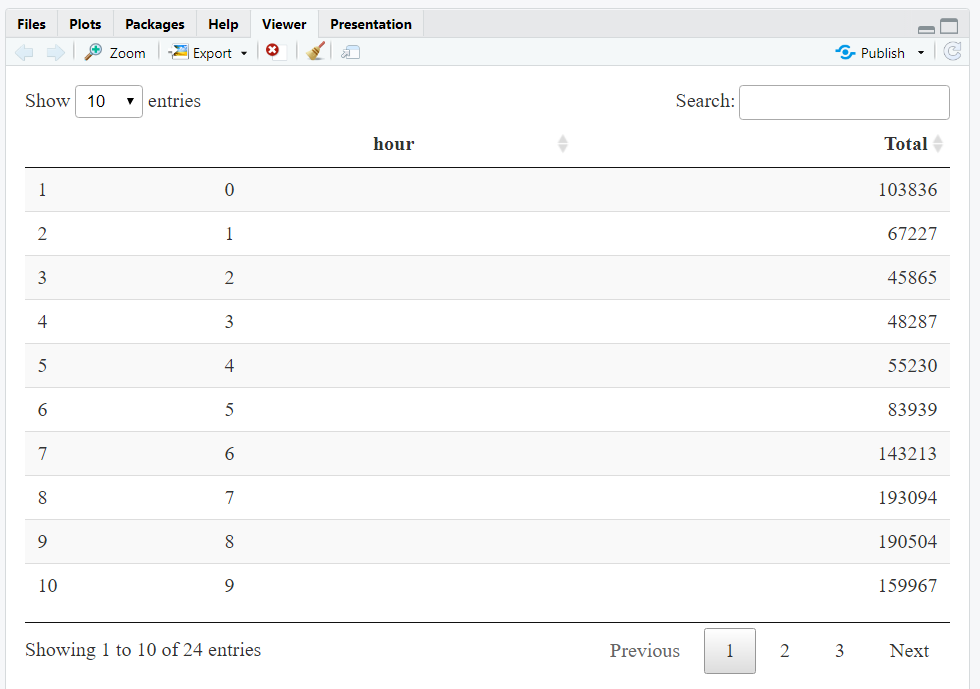 Files Plots Packages Help Viewer Presentation
Zoom Export Publish
Show 10 entries Search:
hour Total
1 0 103836
2 1 67227
3 2 45865
4 3 48287
5 4 55230
6 5 83939
7 6 143213
8 7 193094
9 8 190504
10 9 159967
Showing 1 to 10 of 24 entries Previous 1 2 3 Next